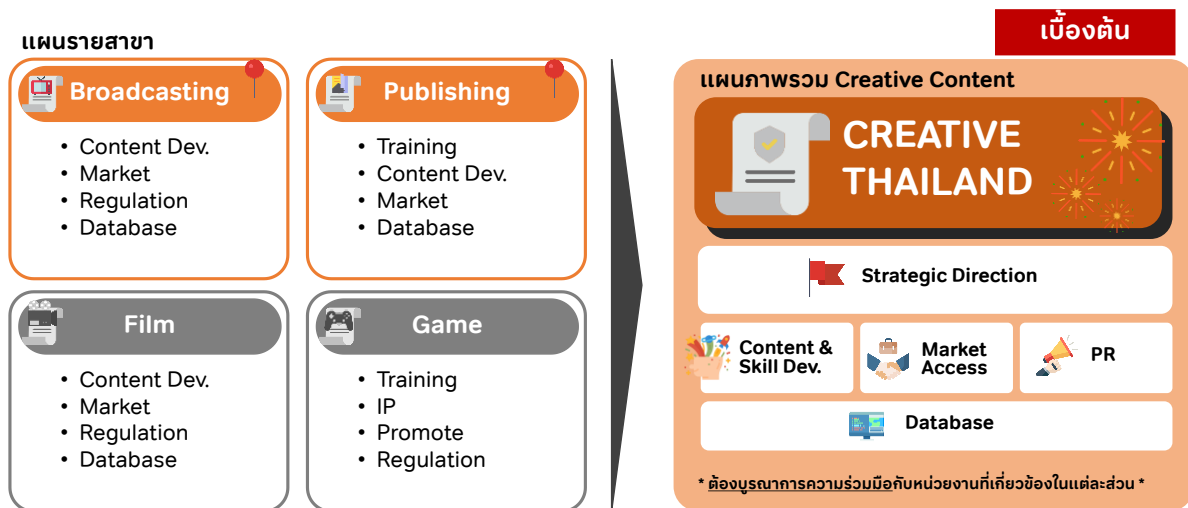 เบื้องต้น
แผนรายสาขา
Broadcasting
• Content Dev.
• Market
• Regulation
• Database
Publishing
• Training
• Content Dev.
• Market
• Database
Film
• Content Dev.
• Market
• Regulation
• Database
Game
• Training
• IP
• Promote
• Regulation
แผนภาพรวม Creative Content
CREATIVE
THAILAND
Strategic Direction
Content &
Skill Dev.
Market
Access
PR
Database
* ต้องบูรณาการความร่วมมือกับหน่วยงานที่เกี่ยวข้องในแต่ละส่วน *